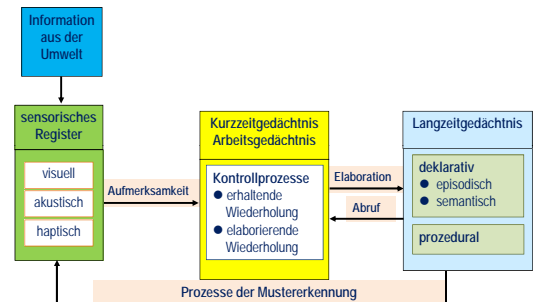 Information
aus der
Umwelt
sensorisches
Register
visuell
akustisch
haptisch
Aufmerksamkeit
Kurzzeitgedächtnis
Arbeitsgedächtnis
Kontrollprozesse
● erhaltende
Wiederholung
● elaborierende
Wiederholung
Elaboration
Abruf
Langzeitgedächtnis
deklarativ
● episodisch
● semantisch
prozedural
Prozesse der Mustererkennung